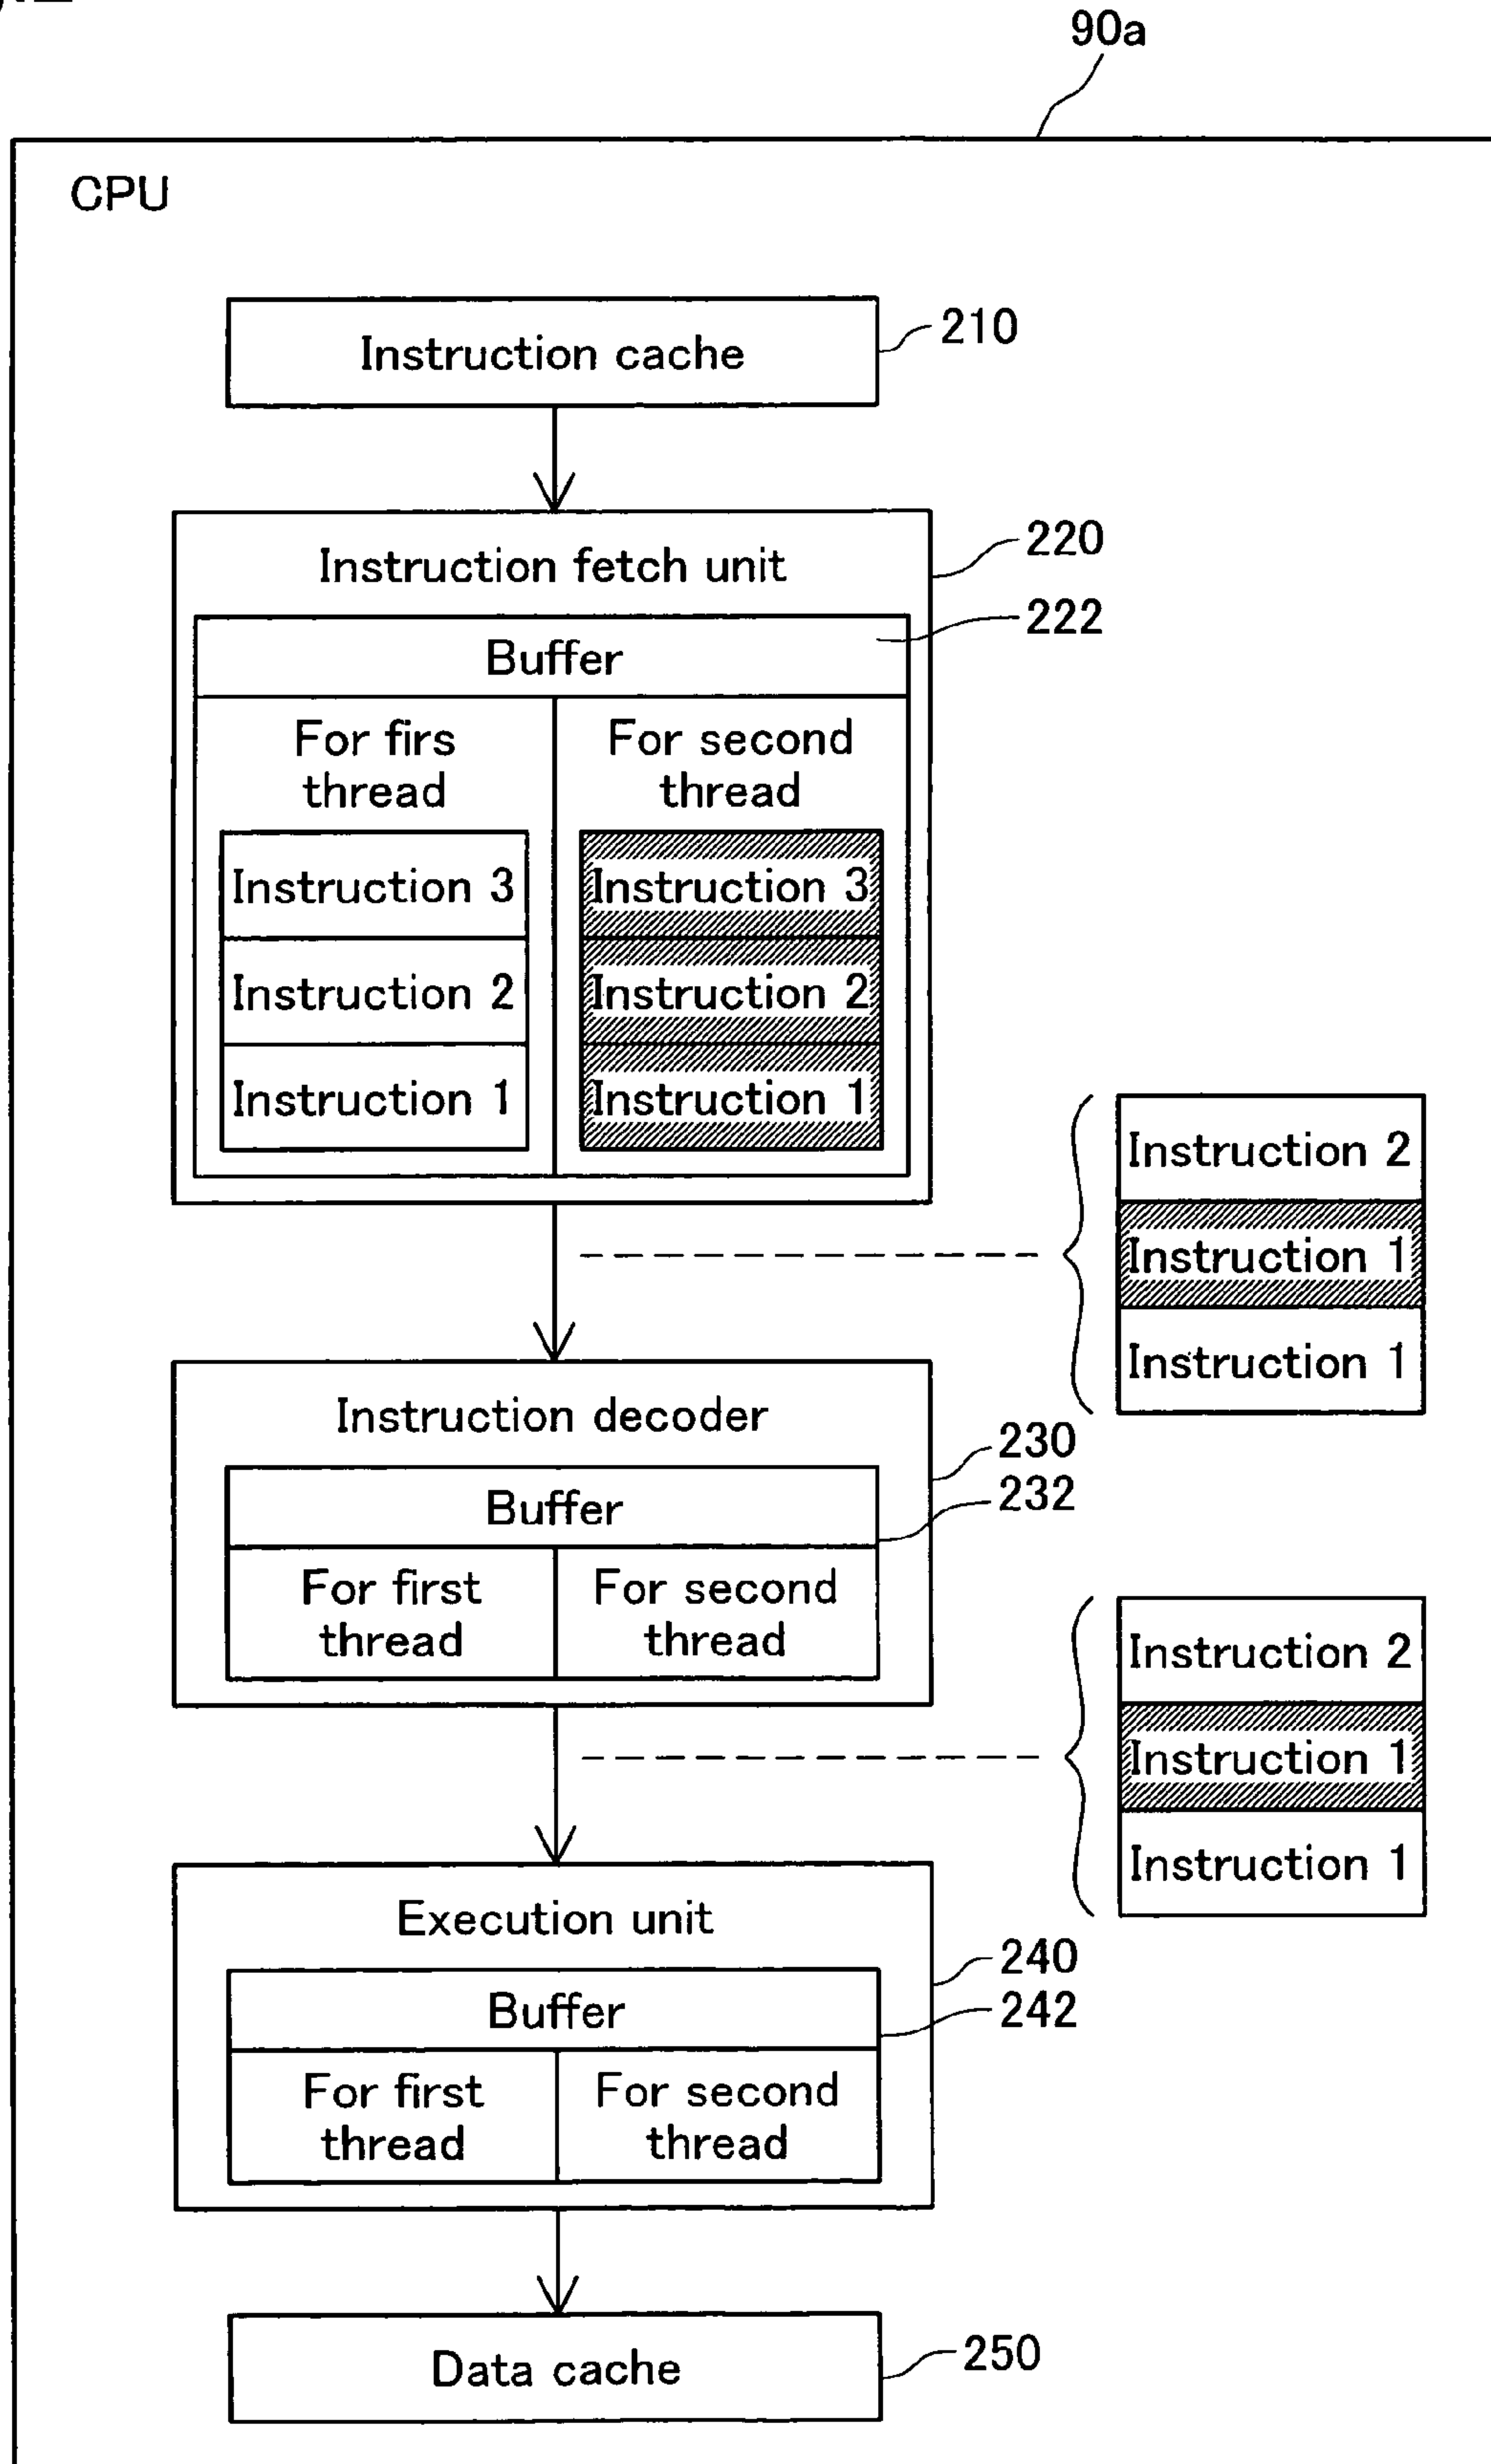 90a
CPU
Instruction cache
210
Instruction fetch unit
220
Buffer
222
For firs
thread
For second
thread
Instruction 3
Instruction 2
Instruction 1
Instruction 3
Instruction 2
Instruction 1
Instruction 2
Instruction 1
Instruction 1
Instruction decoder
230
Buffer
232
For first
thread
For second
thread
Instruction 2
Instruction 1
Instruction 1
Execution unit
240
Buffer
242
For first
thread
For second
thread
Data cache
250